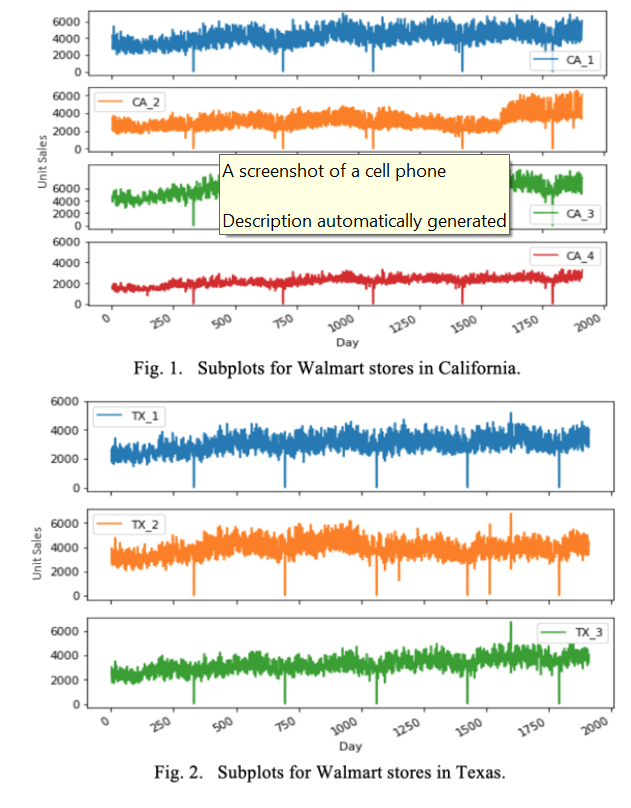 6000
4000
2000
0
CA_1
6000
4000
2000
0
CA_2
Unit Sales
6000
4000
2000
0
CA_3
A screenshot of a cell phone
Description automatically generated
6000
4000
2000
0
CA_4
0 250 500 750 1000 1250 1500 1750 2000
Day
Fig. 1. Subplots for Walmart stores in California.
6000
4000
2000
0
TX_1
6000
4000
2000
0
TX_2
Unit Sales
6000
4000
2000
0
TX_3
0 250 500 750 1000 1250 1500 1750 2000
Day
Fig. 2. Subplots for Walmart stores in Texas.